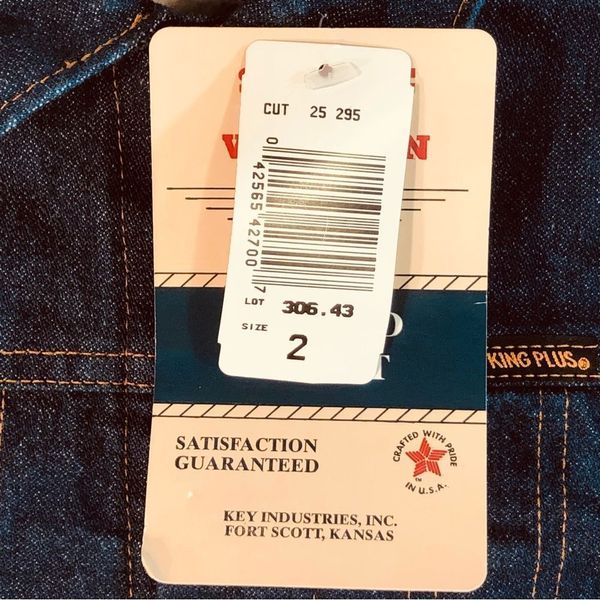 CUT 25 295
0 42565 42700 7
LOT 306.43
SIZE 2
KING PLUS®
SATISFACTION
GUARANTEED
CRAFTED WITH PRIDE
IN U.S.A.
TM
KEY INDUSTRIES, INC.
FORT SCOTT, KANSAS